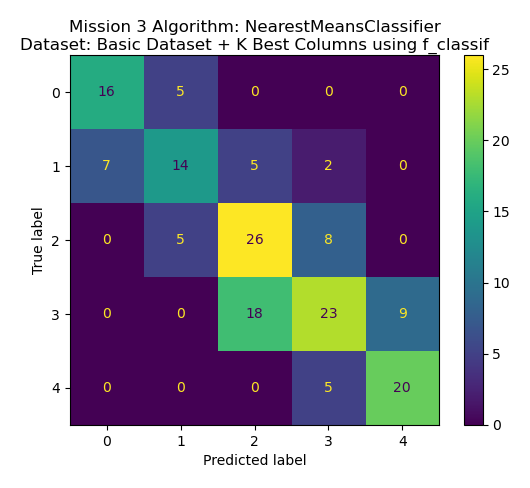 Mission 3 Algorithm: NearestMeansClassifier
Dataset: Basic Dataset + K Best Columns using f_classif
0 16 5 0 0 0
1 7 14 5 2 0
2 0 5 26 8 0
3 0 0 18 23 9
4 0 0 0 5 20
0 1 2 3 4
True label
Predicted label
25
20
15
10
5
0